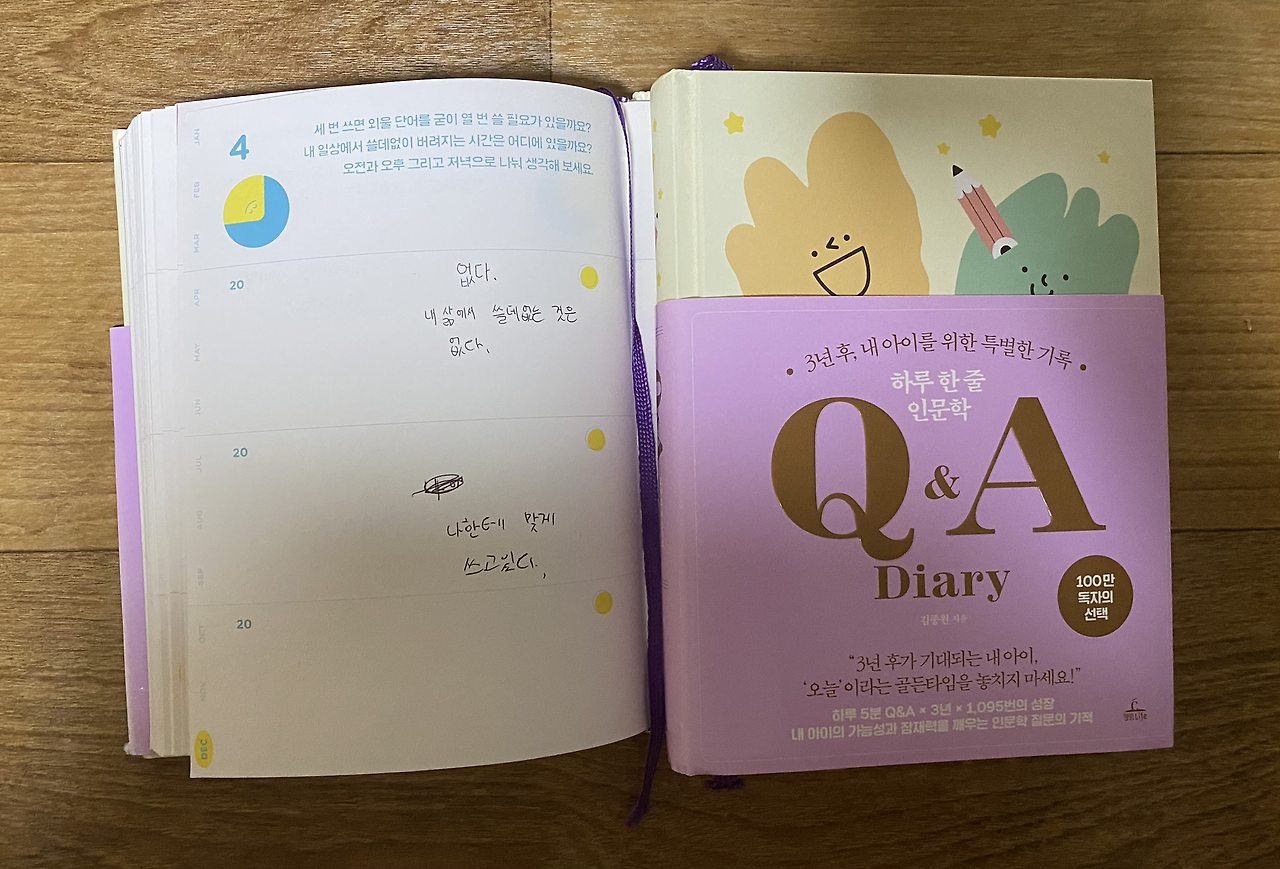 JAN
FEB
MAR
APR
MAY
JUN
JUL
AUG
SEP
OCT
NOV
DEC
4
세 번 쓰면 외울 단어를 굳이 열 번 쓸 필요가 있을까요?
내 일상에서 쓸데없이 버려지는 시간은 어디에 있을까요?
오전과 오후 그리고 저녁으로 나눠 생각해 보세요.
20
없다.
내 삶에서 쓸데없는 것은
없다.
20
나한테 맞게
쓰고있다.
20
3년 후, 내 아이를 위한 특별한 기록
하루 한 줄
인문학
Q & A
Diary
김종원 지음
100만
독자의
선택
“3년 후가 기대되는 내 아이,
‘오늘’이라는 골든타임을 놓치지 마세요!”
하루 5분 Q&A × 3년 × 1,095번의 성장
내 아이의 가능성과 잠재력을 깨우는 인문학 질문의 기적
Life